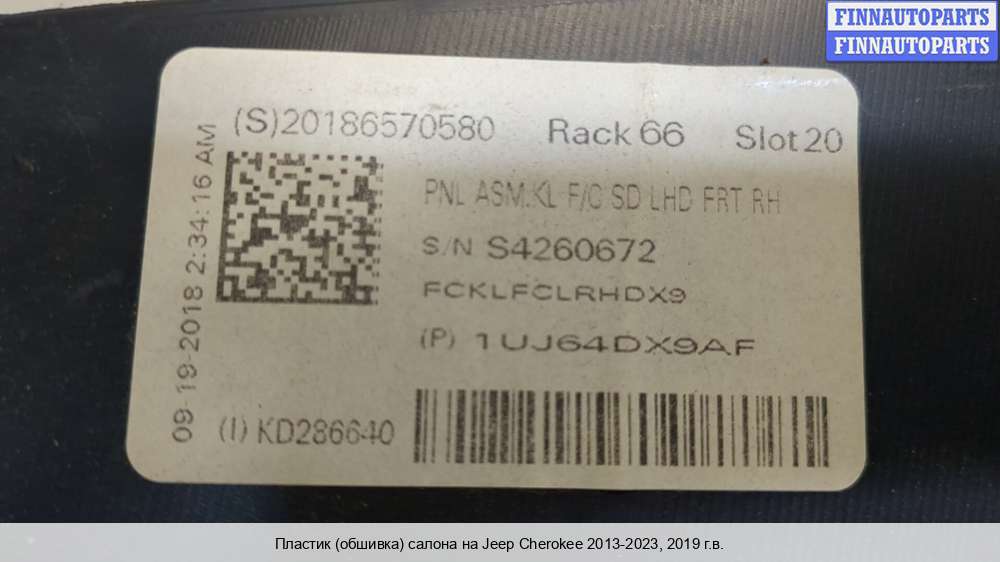 FINNAUTOPARTS
FINNAUTOPARTS
(S)20186570580 Rack 66 Slot 20
09-19-2018 2:34:16 AM
PNL ASM.KL F/C SD LHD FRT RH
S/N S4260672
FCKLFCLRHDX9
(P) 1UJ64DX9AF
(I) KD286640
Пластик (обшивка) салона на Jeep Cherokee 2013-2023, 2019 г.в.